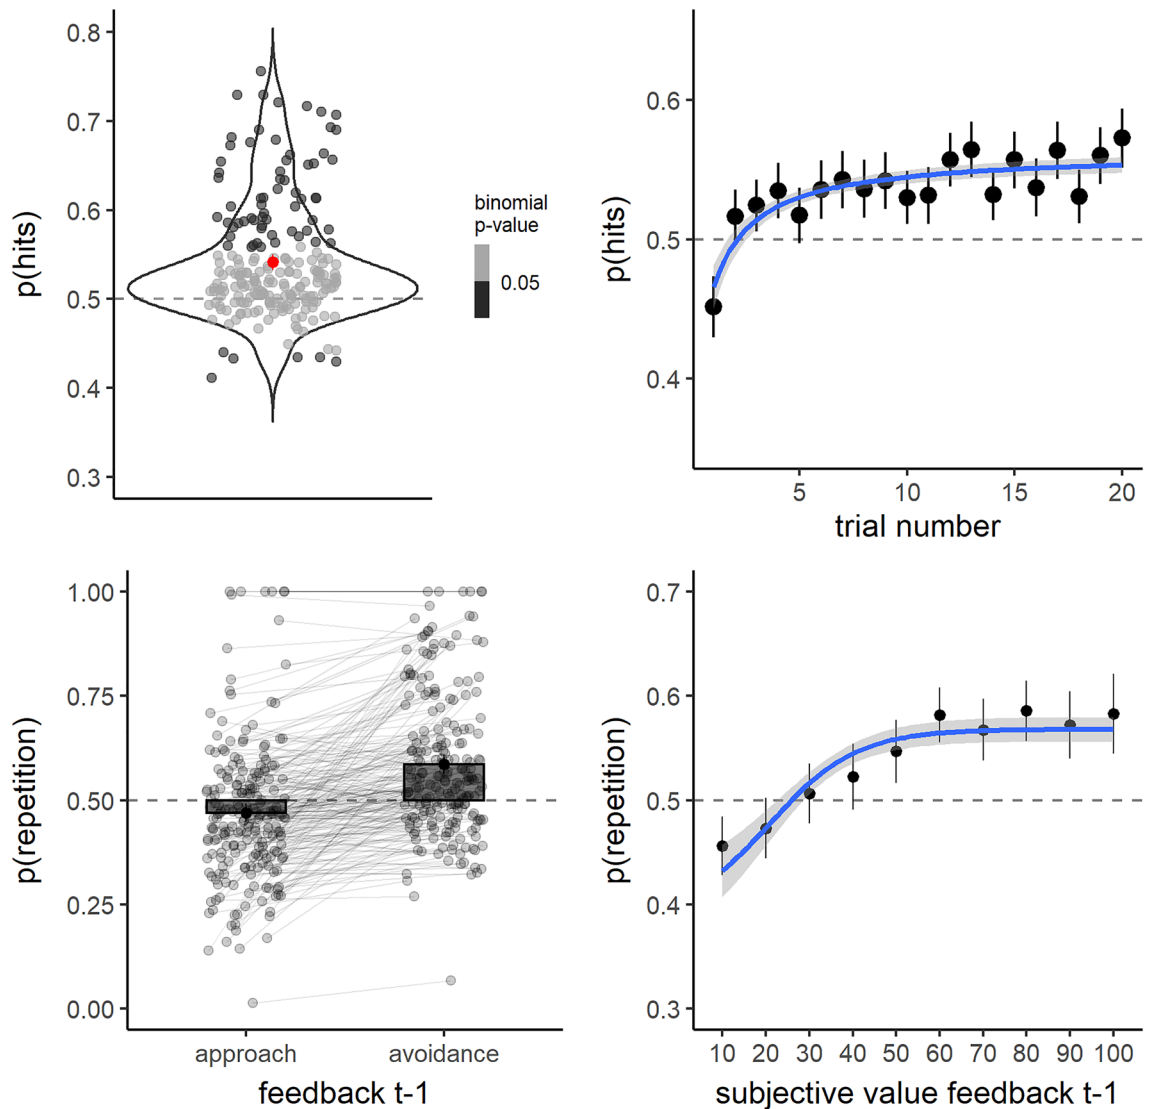 0.8
0.7
0.6
0.5
0.4
0.3
p(hits)
binomial
p-value
0.05
0.6
0.5
0.4
p(hits)
5 10 15 20
trial number
1.00
0.75
0.50
0.25
0.00
p(repetition)
approach avoidance
feedback t-1
0.7
0.6
0.5
0.4
0.3
p(repetition)
10 20 30 40 50 60 70 80 90 100
subjective value feedback t-1